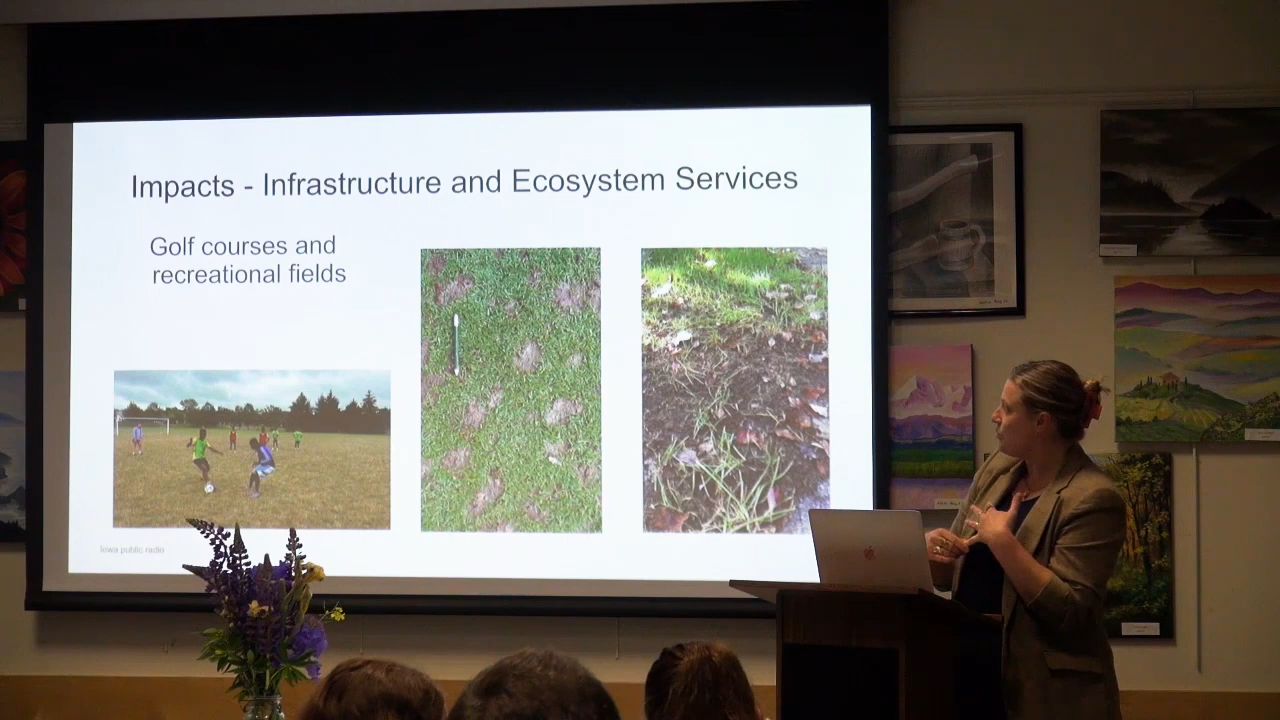 Impacts - Infrastructure and Ecosystem Services
Golf courses and
recreational fields
Iowa public radio